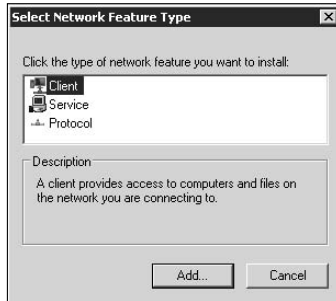 Select Network Feature Type
Click the type of network feature you want to install:
Client
Service
Protocol
Description
A client provides access to computers and files on
the network you are connecting to.
Add...
Cancel